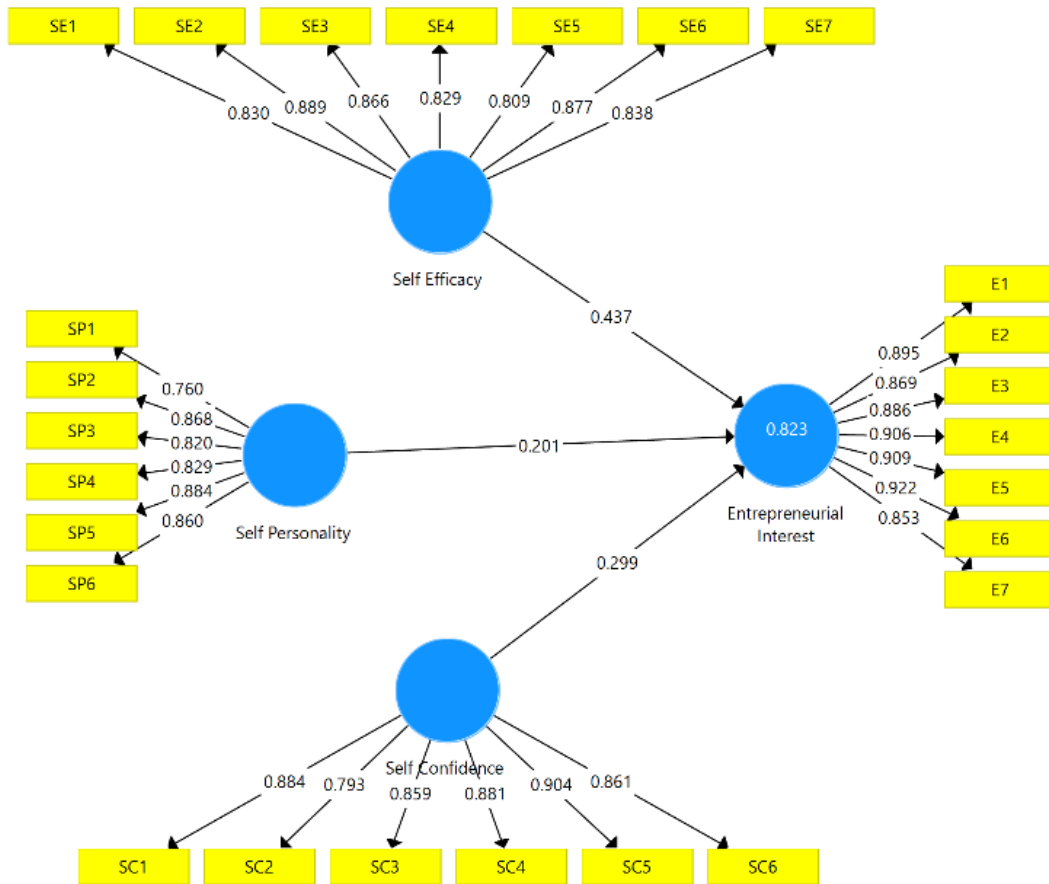 SE1 SE2 SE3 SE4 SE5 SE6 SE7
0.830 0.889 0.866 0.829 0.809 0.877 0.838
Self Efficacy
0.437
SP1
SP2
SP3
SP4
SP5
SP6
0.760
0.868
0.820
0.829
0.884
0.860
Self Personality
0.201
0.823
Entrepreneurial
Interest
0.895
0.869
0.886
0.906
0.909
0.922
0.853
E1
E2
E3
E4
E5
E6
E7
0.299
Self Confidence
0.884 0.793 0.859 0.881 0.904 0.861
SC1 SC2 SC3 SC4 SC5 SC6